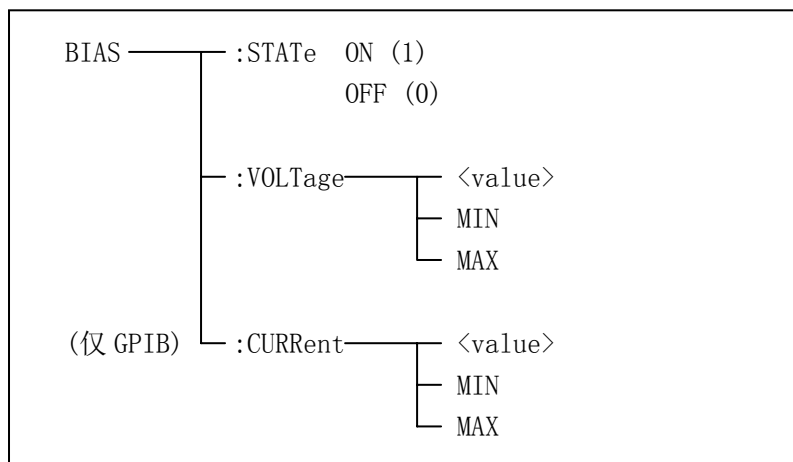 BIAS :STATe ON (1)
OFF (0)
:VOLTage <value>
MIN
MAX
(仅 GPIB) :CURRent <value>
MIN
MAX